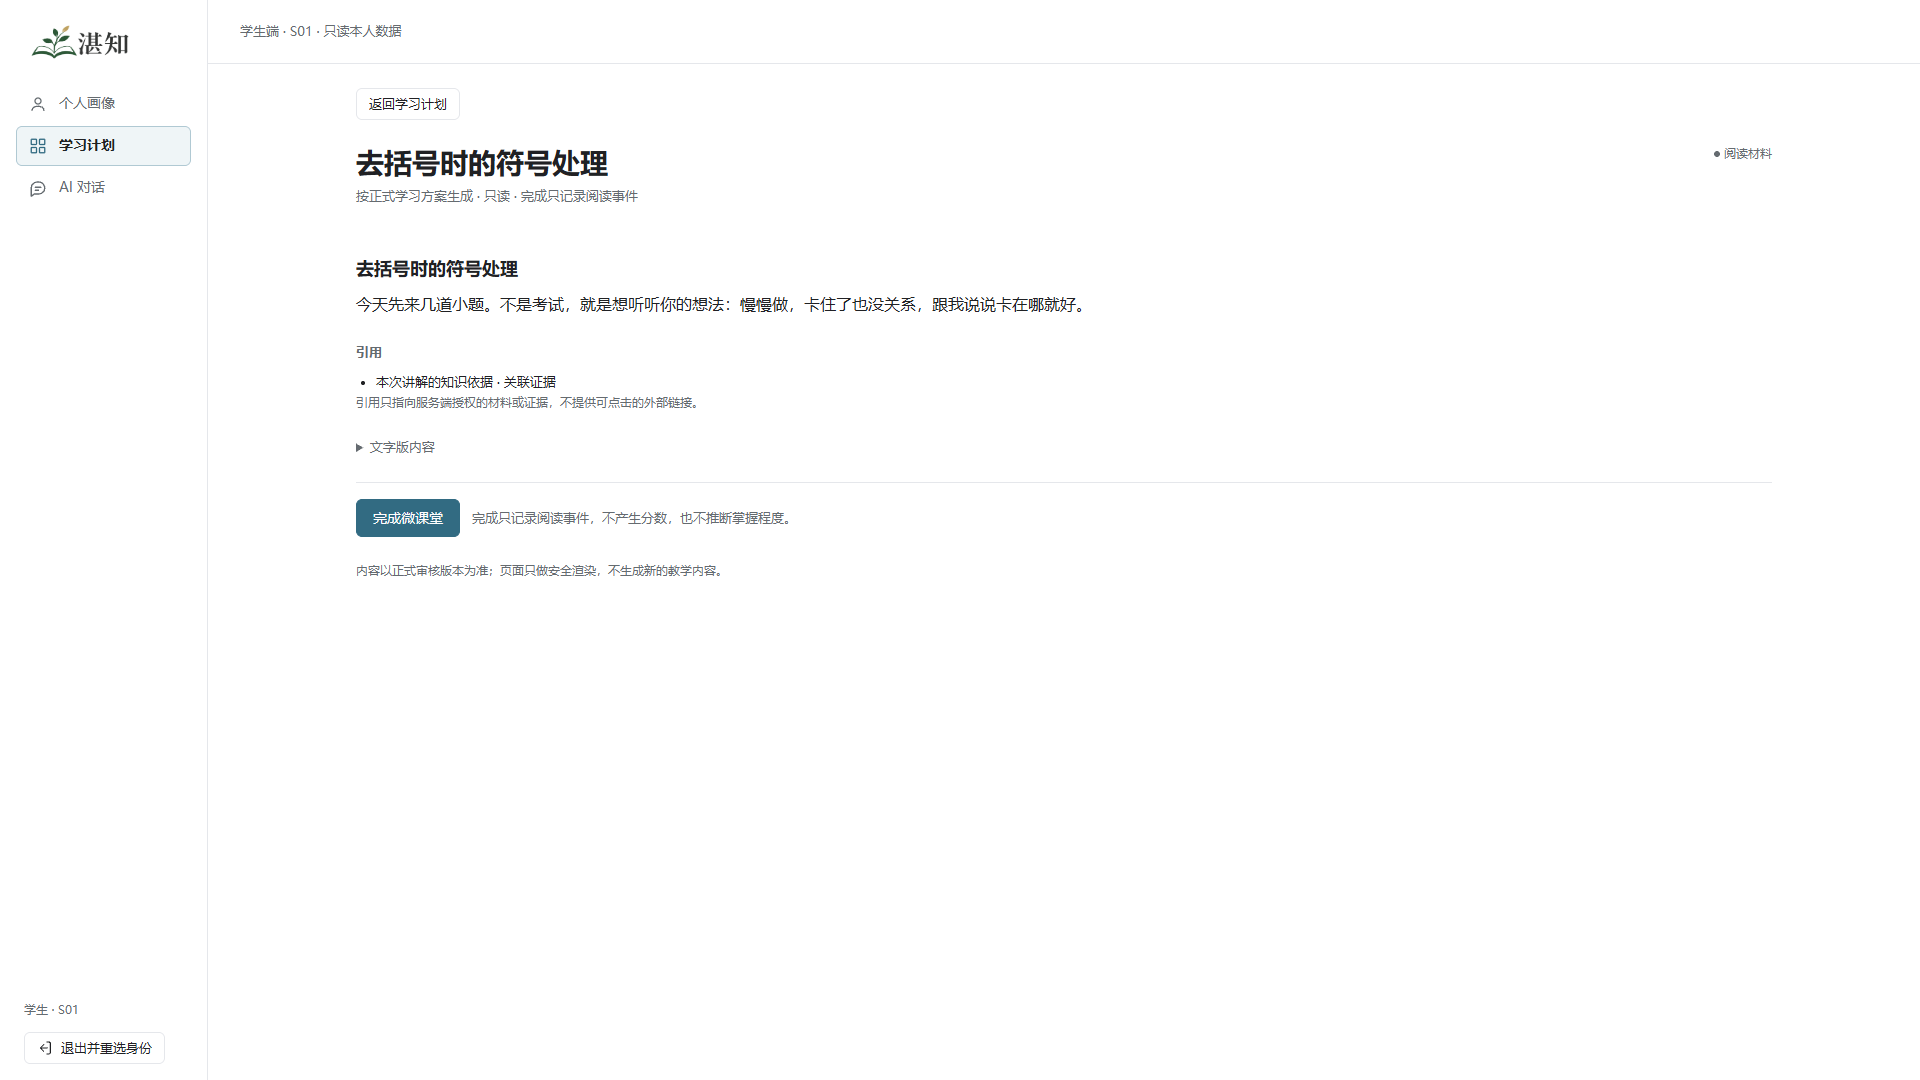 湛知
学生端 · S01 · 只读本人数据
个人画像
学习计划
AI 对话
返回学习计划
去括号时的符号处理
阅读材料
按正式学习方案生成 · 只读 · 完成只记录阅读事件
去括号时的符号处理
今天先来几道小题。不是考试，就是想听听你的想法：慢慢做，卡住了也没关系，跟我说说卡在哪就好。
引用
本次讲解的知识依据 · 关联证据
引用只指向服务端授权的材料或证据，不提供可点击的外部链接。
文字版内容
完成微课堂
完成只记录阅读事件，不产生分数，也不推断掌握程度。
内容以正式审核版本为准；页面只做安全渲染，不生成新的教学内容。
学生 · S01
退出并重选身份